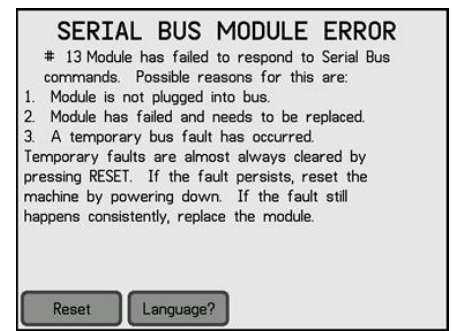 SERIAL BUS MODULE ERROR
# 13 Module has failed to respond to Serial Bus
commands. Possible reasons for this are:
1. Module is not plugged into bus.
2. Module has failed and needs to be replaced.
3. A temporary bus fault has occurred.
Temporary faults are almost always cleared by
pressing RESET. If the fault persists, reset the
machine by powering down. If the fault still
happens consistently, replace the module.
Reset
Language?